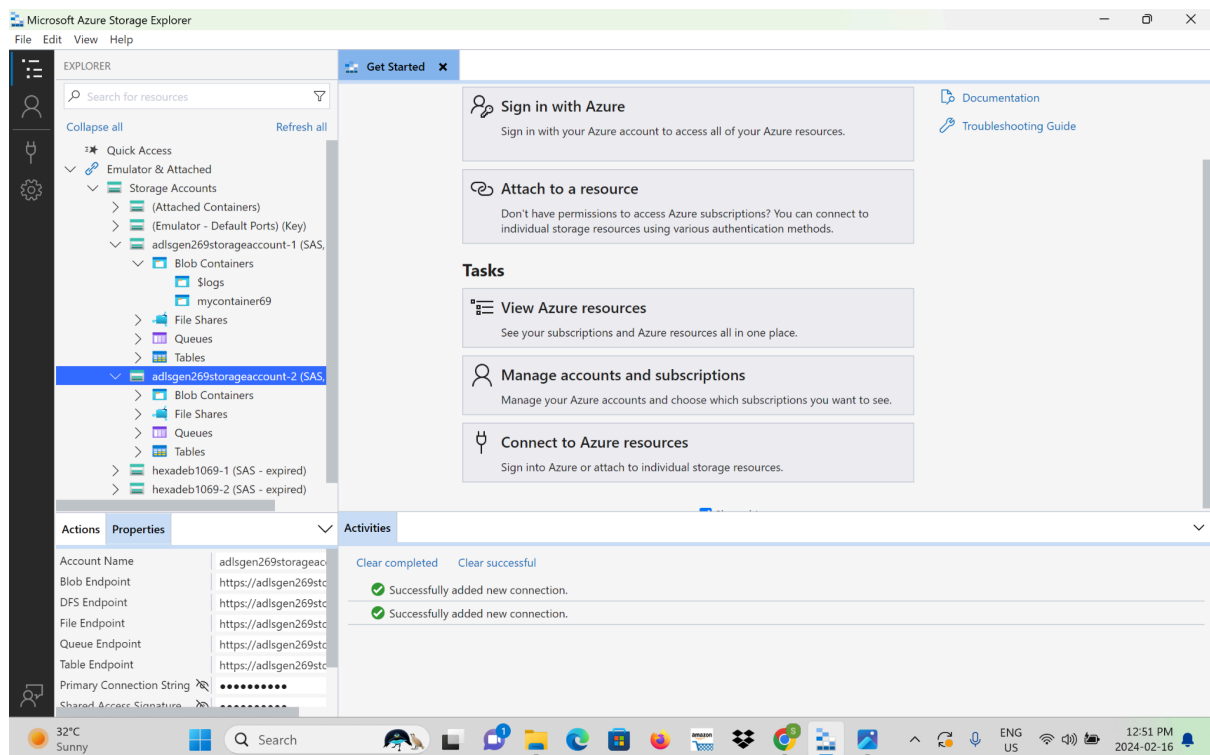 Microsoft Azure Storage Explorer
File Edit View Help
EXPLORER
Search for resources
Collapse all Refresh all
Quick Access
Emulator & Attached
Storage Accounts
(Attached Containers)
(Emulator - Default Ports) (Key)
adlsgen269storageaccount-1 (SAS,
Blob Containers
$logs
mycontainer69
File Shares
Queues
Tables
adlsgen269storageaccount-2 (SAS,
Blob Containers
File Shares
Queues
Tables
hexadeb1069-1 (SAS - expired)
hexadeb1069-2 (SAS - expired)
Actions Properties
Account Name adlsgen269storageac
Blob Endpoint https://adlsgen269sto
DFS Endpoint https://adlsgen269sto
File Endpoint https://adlsgen269sto
Queue Endpoint https://adlsgen269sto
Table Endpoint https://adlsgen269sto
Primary Connection String ●●●●●●●●●●
Shared Access Signature
Get Started
Sign in with Azure
Sign in with your Azure account to access all of your Azure resources.
Attach to a resource
Don't have permissions to access Azure subscriptions? You can connect to
individual storage resources using various authentication methods.
Tasks
View Azure resources
See your subscriptions and Azure resources all in one place.
Manage accounts and subscriptions
Manage your Azure accounts and choose which subscriptions you want to see.
Connect to Azure resources
Sign into Azure or attach to individual storage resources.
Documentation
Troubleshooting Guide
Activities
Clear completed Clear successful
Successfully added new connection.
Successfully added new connection.
32°C
Sunny
Search
1
amazon
S
ENG
US
12:51 PM
2024-02-16